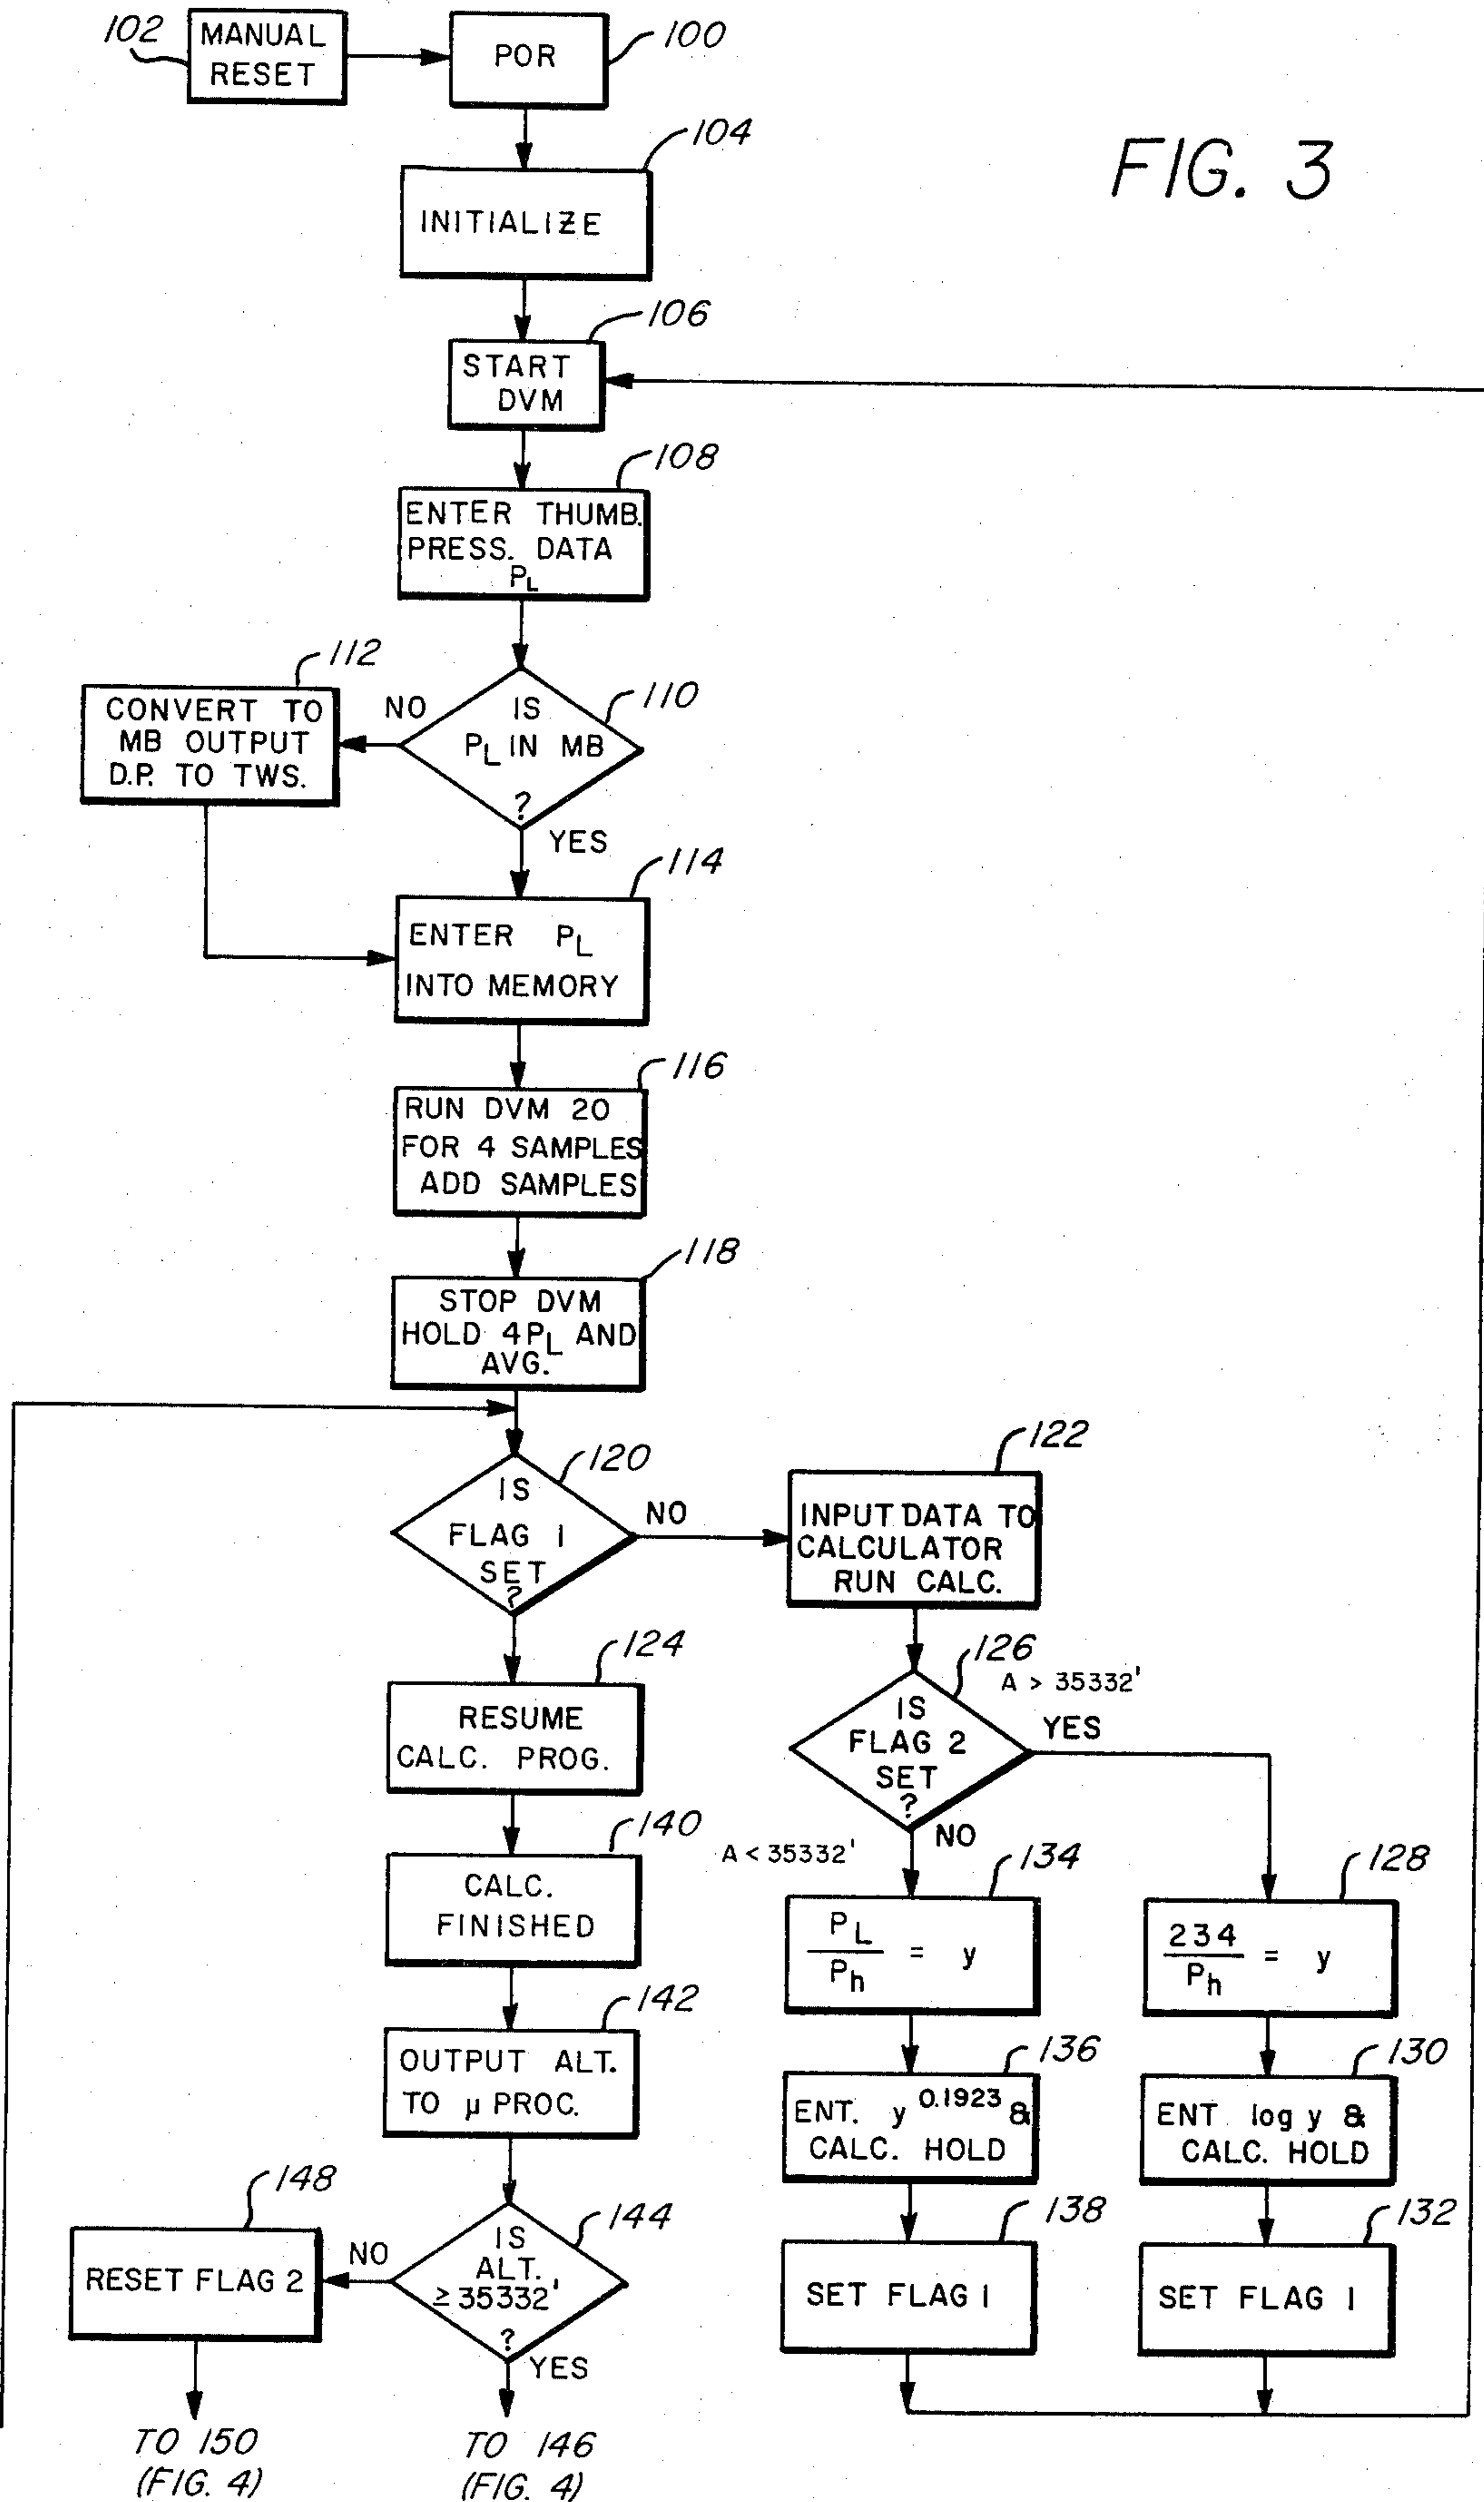 102
MANUAL
RESET
POR
100
FIG. 3
104
INITIALIZE
106
START
DVM
108
ENTER THUMB.
PRESS. DATA
PL
112
CONVERT TO
MB OUTPUT
D.P. TO TWS.
NO
IS
PL IN MB
?
110
YES
114
ENTER PL
INTO MEMORY
116
RUN DVM 20
FOR 4 SAMPLES
ADD SAMPLES
118
STOP DVM
HOLD 4PL AND
AVG.
120
IS
FLAG 1
SET
?
NO
122
INPUT DATA TO
CALCULATOR
RUN CALC.
124
RESUME
CALC. PROG.
126
A > 35332'
IS
FLAG 2
SET
?
YES
NO
A < 35332'
140
CALC.
FINISHED
134
PL
Ph
= y
128
234
Ph
= y
142
OUTPUT ALT.
TO μ PROC.
136
ENT. y 0.1923 &
CALC. HOLD
130
ENT log y &
CALC. HOLD
148
RESET FLAG 2
NO
144
IS
ALT.
≥ 35332'
?
YES
138
SET FLAG 1
132
SET FLAG 1
TO 150
(FIG. 4)
TO 146
(FIG. 4)